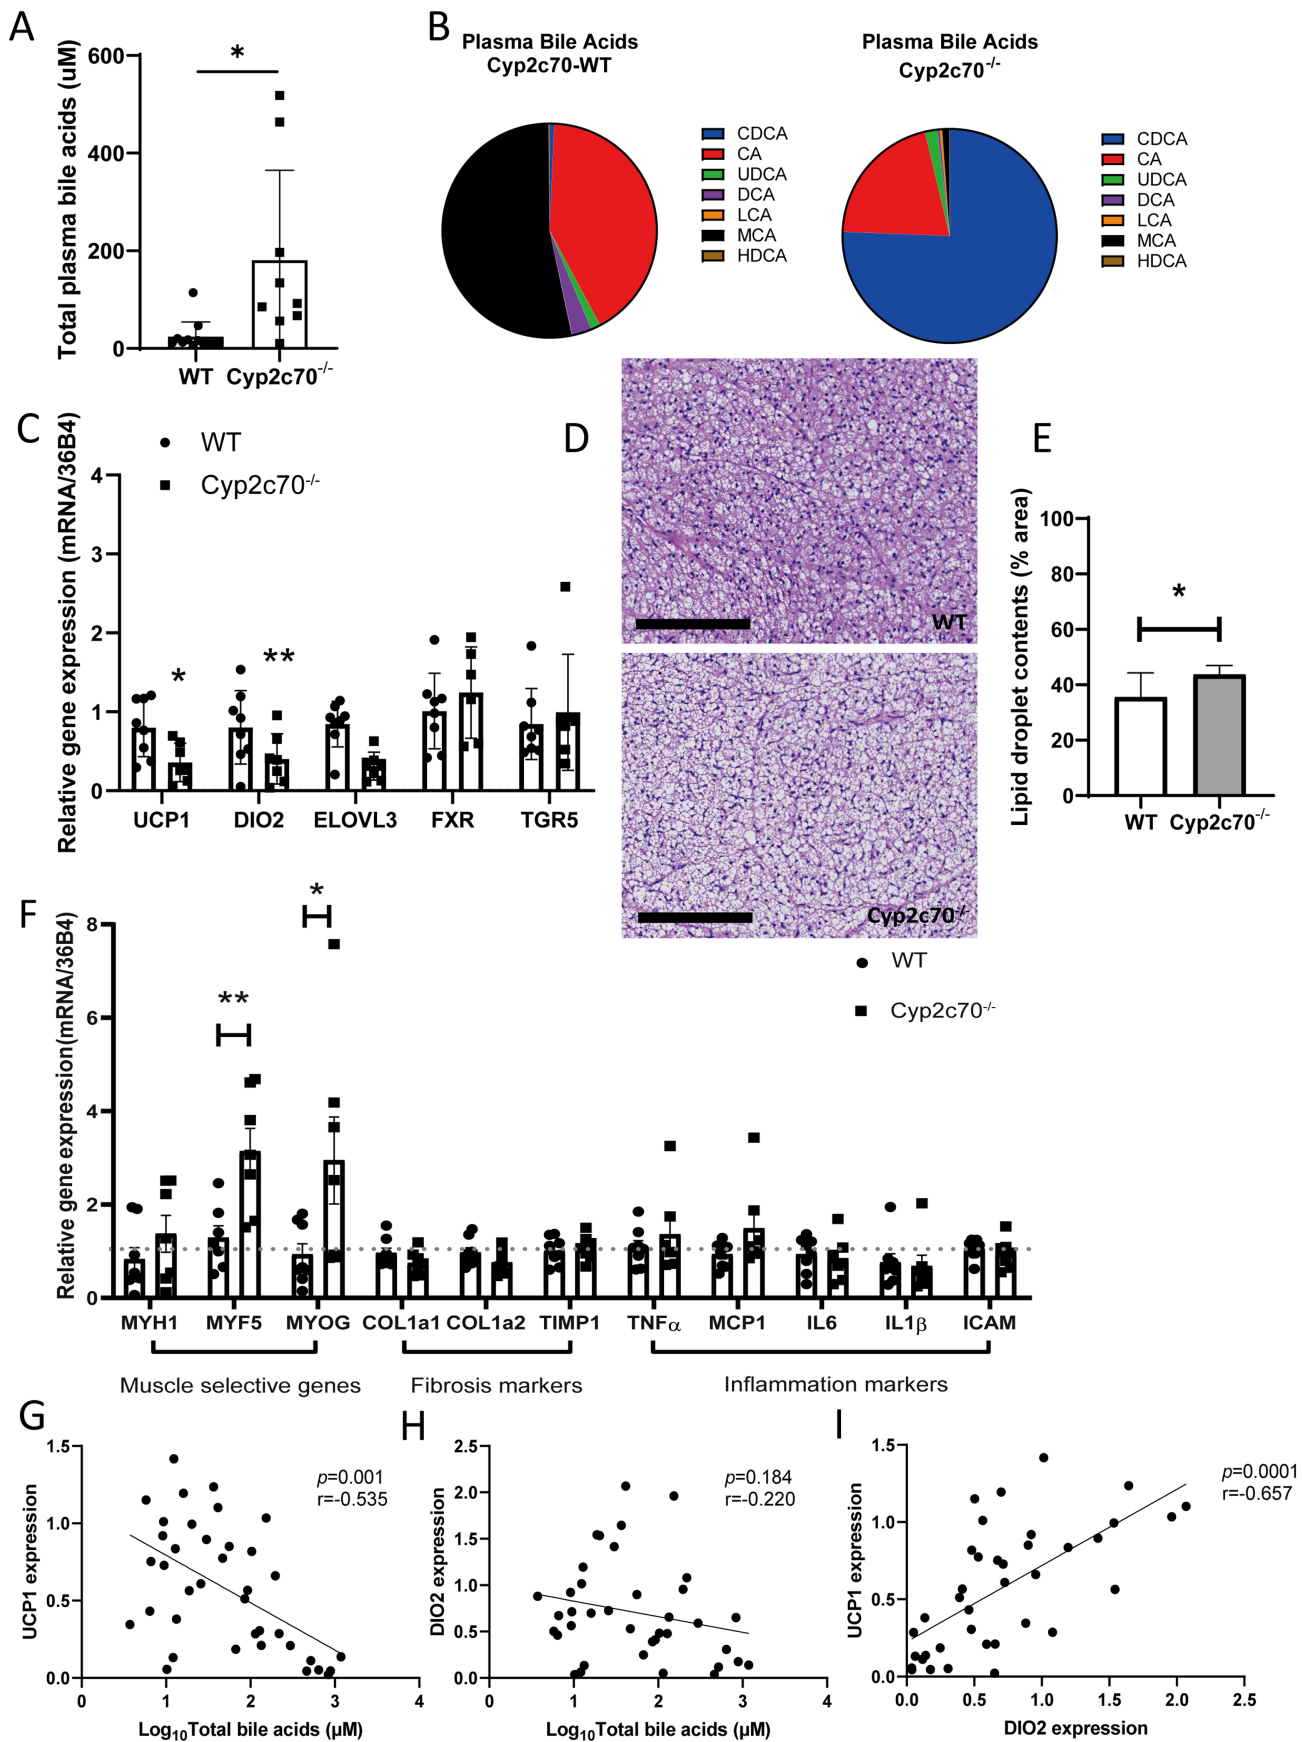 A
Total plasma bile acids (uM)
600
400
200
0
*
WT
Cyp2c70-/-
B
Plasma Bile Acids
Cyp2c70-WT
CDCA
CA
UDCA
DCA
LCA
MCA
HDCA
Plasma Bile Acids
Cyp2c70-/-
CDCA
CA
UDCA
DCA
LCA
MCA
HDCA
C
Relative gene expression (mRNA/36B4)
WT
Cyp2c70-/-
4
3
2
1
0
*
**
UCP1
DIO2
ELOVL3
FXR
TGR5
D
WT
Cyp2c70-/-
E
Lipid droplet contents (% area)
100
80
60
40
20
0
*
WT
Cyp2c70-/-
F
Relative gene expression(mRNA/36B4)
8
6
4
2
0
**
*
WT
Cyp2c70-/-
MYH1
MYF5
MYOG
COL1a1
COL1a2
TIMP1
TNFα
MCP1
IL6
IL1β
ICAM
Muscle selective genes
Fibrosis markers
Inflammation markers
G
UCP1 expression
1.5
1.0
0.5
0.0
p=0.001
r=-0.535
0
1
2
3
4
Log10Total bile acids (µM)
H
DIO2 expression
2.5
2.0
1.5
1.0
0.5
0.0
p=0.184
r=-0.220
0
1
2
3
4
Log10Total bile acids (µM)
I
UCP1 expression
1.5
1.0
0.5
0.0
p=0.0001
r=-0.657
0.0
0.5
1.0
1.5
2.0
2.5
DIO2 expression